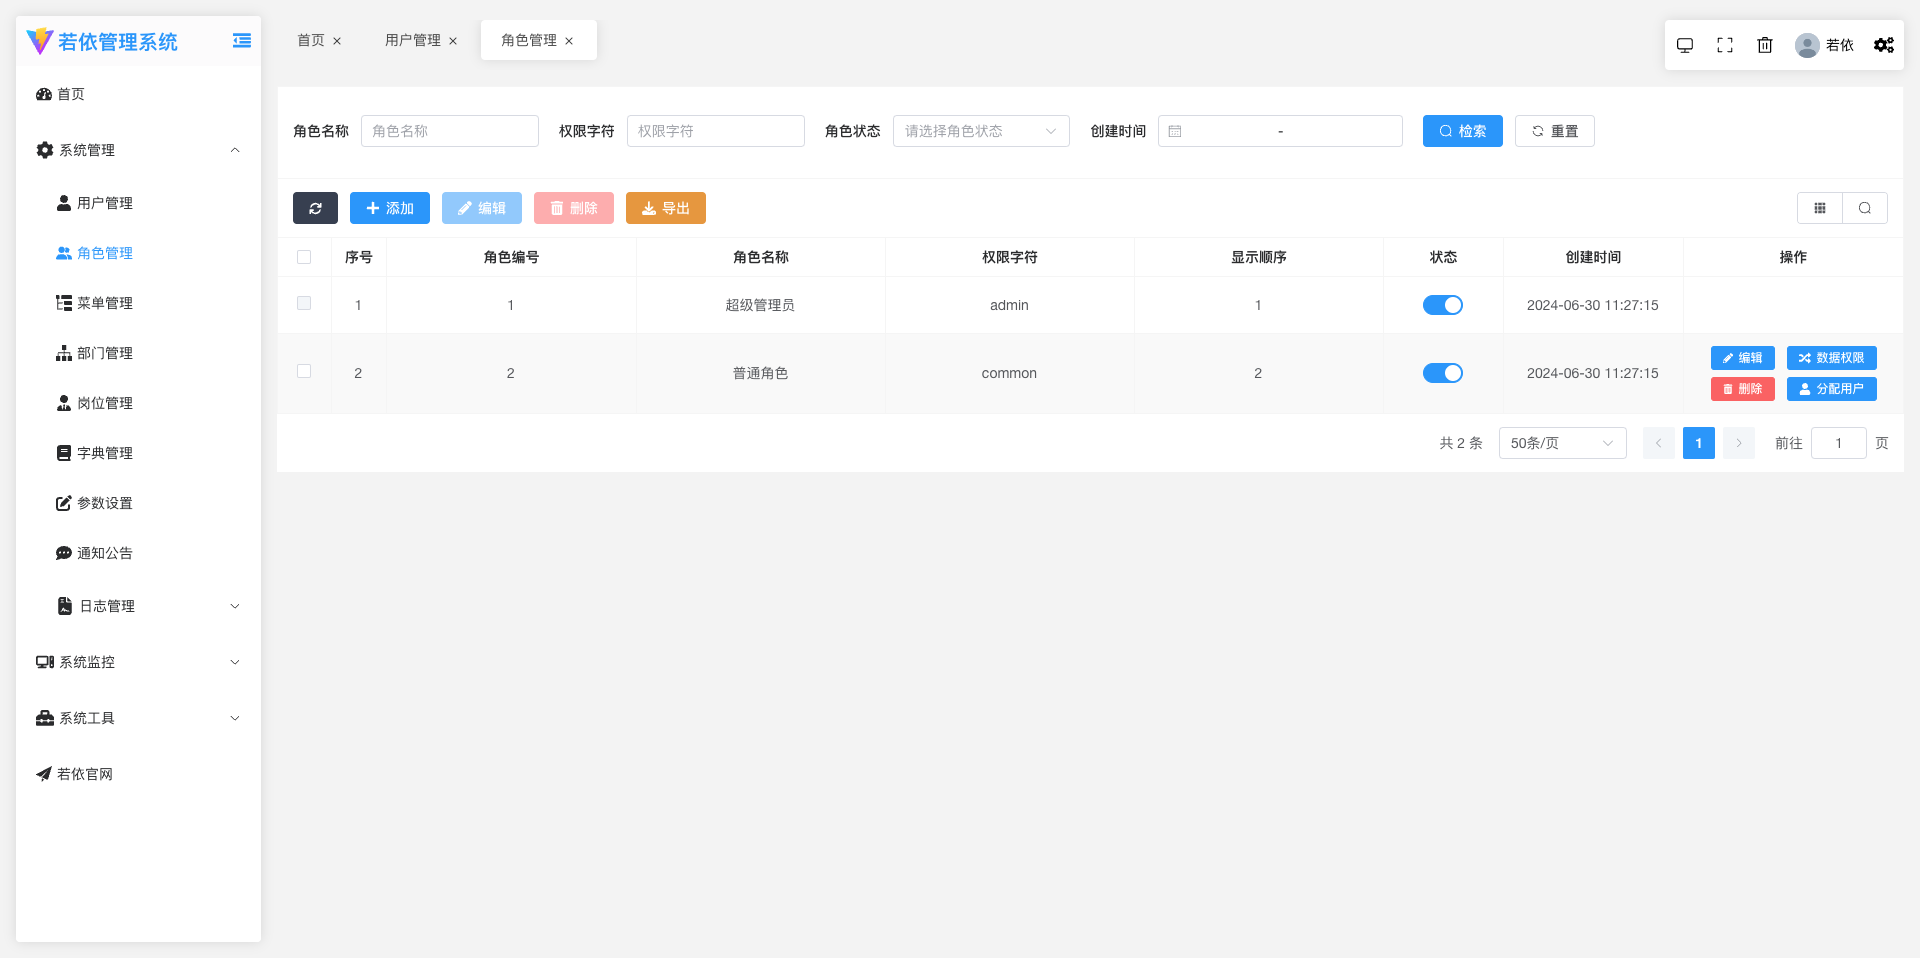 若依管理系统
首页
系统管理
用户管理
角色管理
菜单管理
部门管理
岗位管理
字典管理
参数设置
通知公告
日志管理
系统监控
系统工具
若依官网
首页 用户管理 角色管理
若依
角色名称 角色名称 权限字符 权限字符 角色状态 请选择角色状态 创建时间 - 检索 重置
添加 编辑 删除 导出
序号 角色编号 角色名称 权限字符 显示顺序 状态 创建时间 操作
1 1 超级管理员 admin 1 2024-06-30 11:27:15
2 2 普通角色 common 2 2024-06-30 11:27:15 编辑 数据权限
删除 分配用户
共 2 条 50条/页 1 前往 1 页